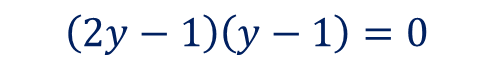 (2y − 1)(y − 1) = 0